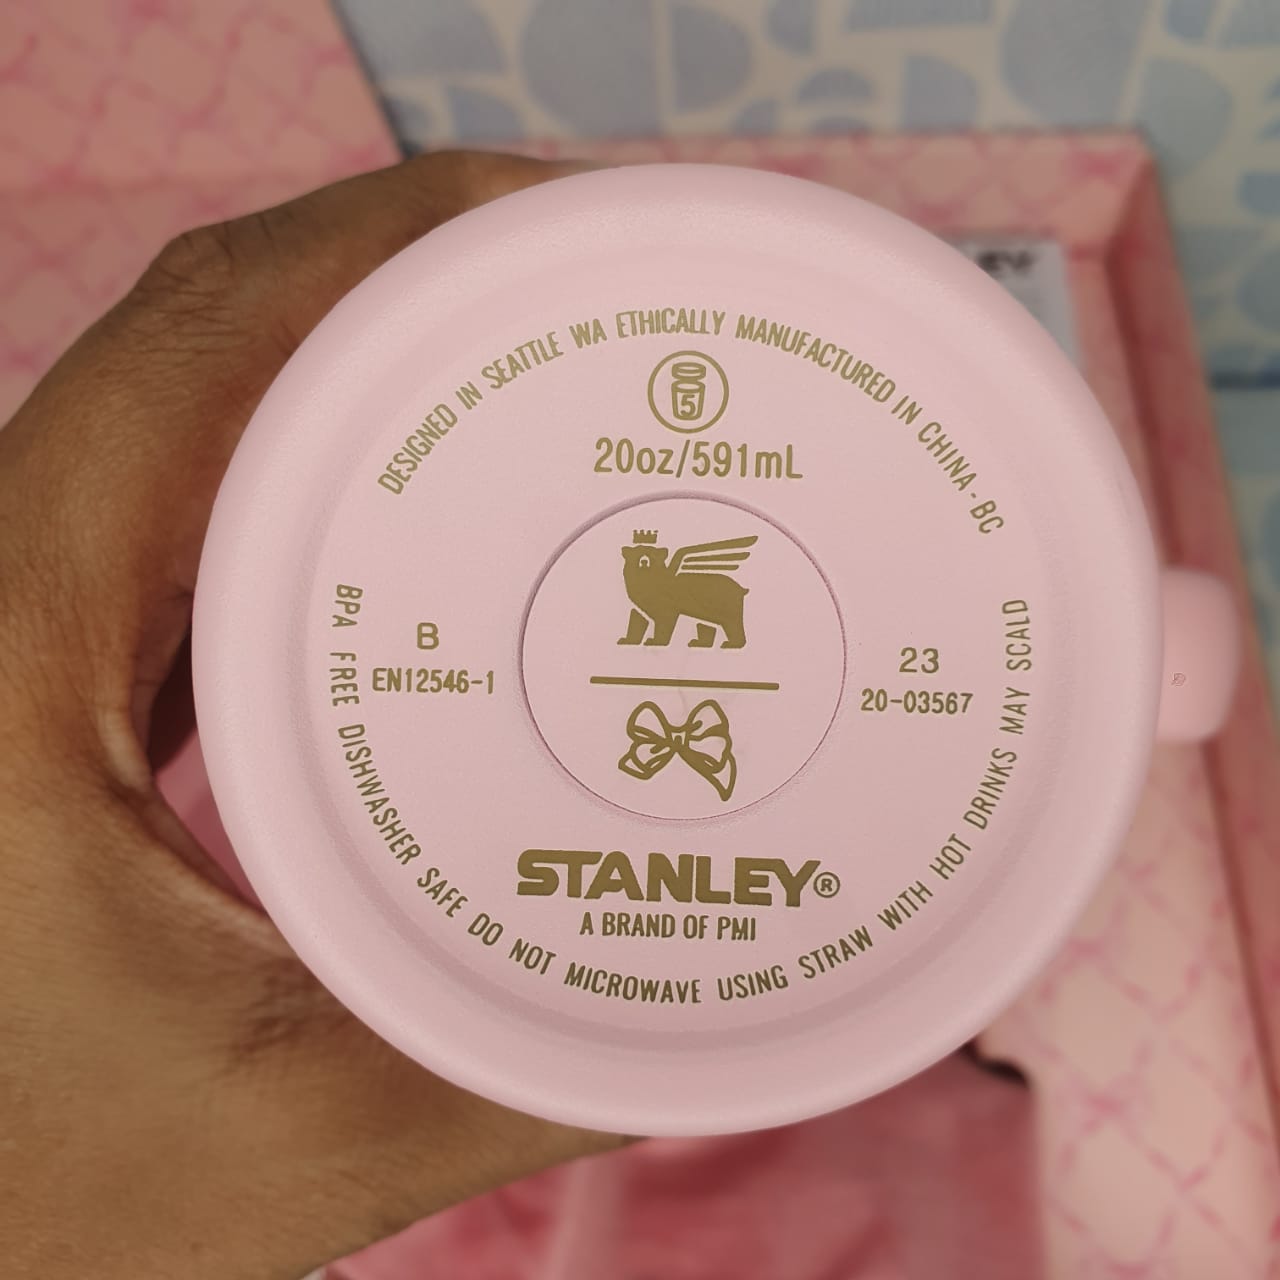 DESIGNED IN SEATTLE WA ETHICALLY MANUFACTURED IN CHINA - BC
5
20oz/591mL
B
EN12546-1
23
20-03567
STANLEY®
A BRAND OF PMI
BPA FREE DISHWASHER SAFE DO NOT MICROWAVE USING STRAW WITH HOT DRINKS MAY SCALD